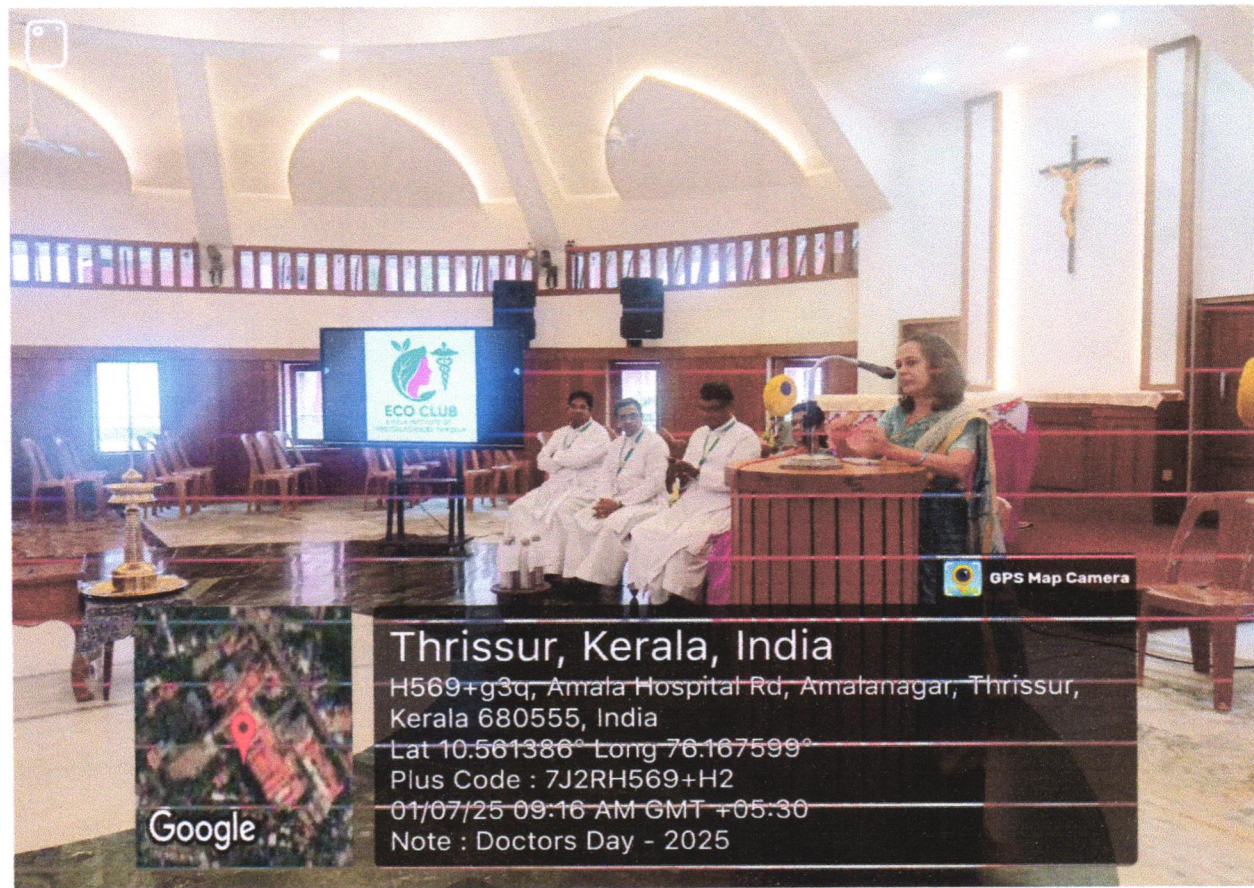 ECO CLUB
GPS Map Camera
Thrissur, Kerala, India
H569+g3q, Amala Hospital Rd, Amalanagar, Thrissur,
Kerala 680555, India
Lat 10.561386° Long 76.167599°
Plus Code : 7J2RH569+H2
01/07/25 09:16 AM GMT +05:30
Note : Doctors Day - 2025
Google